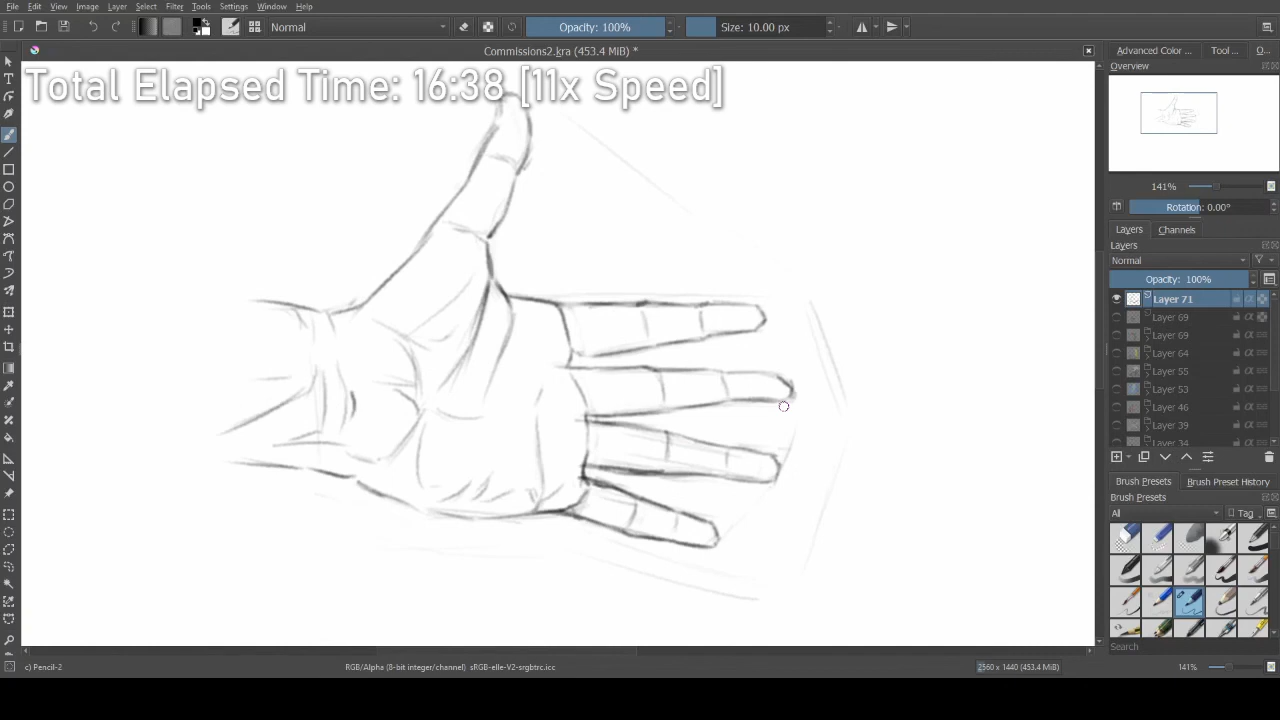 File Edit View Image Layer Select Filter Tools Settings Window Help
Normal Opacity: 100% Size: 10.00 px
Commissions2.kra (453.4 MiB) *
Total Elapsed Time: 16:38 [11x Speed]
Advanced Color ... Tool ... O...
Overview
141%
Rotation: 0.00°
Layers Channels
Layers
Normal
Opacity: 100%
Layer 71
Layer 69
Layer 69
Layer 64
Layer 55
Layer 53
Layer 46
Layer 39
Layer 34
Brush Presets Brush Preset History
Brush Presets
All Tag
Search
c) Pencil-2 RGB/Alpha (8-bit integer/channel) sRGB-elle-V2-srgbtrc.icc 2560 x 1440 (453.4 MiB) 141%